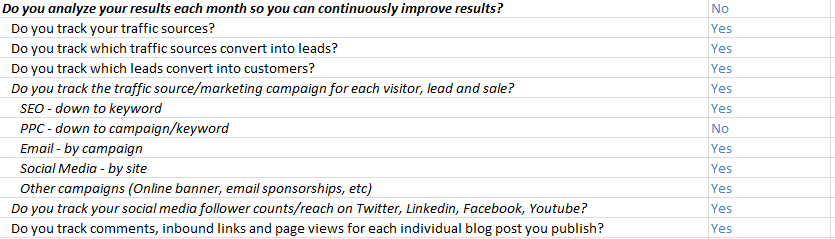 Do you analyze your results each month so you can continuously improve results? No
Do you track your traffic sources? Yes
Do you track which traffic sources convert into leads? Yes
Do you track which leads convert into customers? Yes
Do you track the traffic source/marketing campaign for each visitor, lead and sale? Yes
SEO - down to keyword Yes
PPC - down to campaign/keyword No
Email - by campaign Yes
Social Media - by site Yes
Other campaigns (Online banner, email sponsorships, etc) Yes
Do you track your social media follower counts/reach on Twitter, Linkedin, Facebook, Youtube? Yes
Do you track comments, inbound links and page views for each individual blog post you publish? Yes